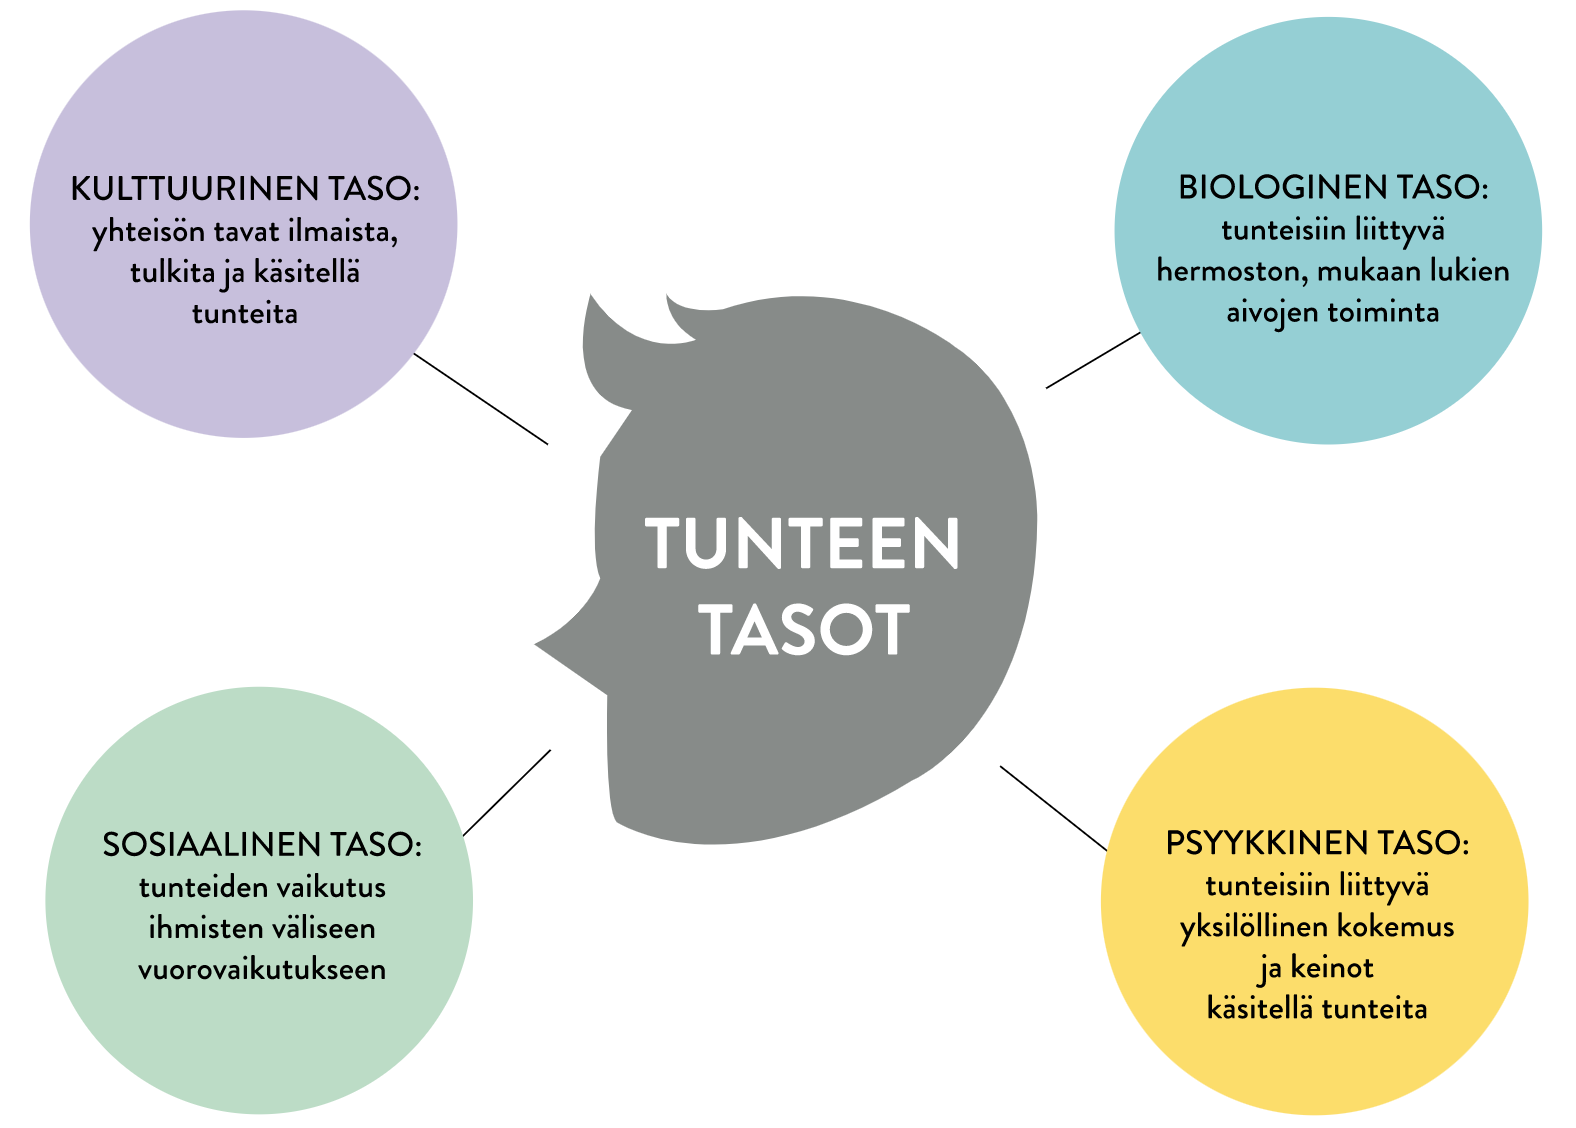 KULTTUURINEN TASO:
yhteisön tavat ilmaista,
tulkita ja käsitellä
tunteita
BIOLOGINEN TASO:
tunteisiin liittyvä
hermoston, mukaan lukien
aivojen toiminta
TUNTEEN
TASOT
SOSIAALINEN TASO:
tunteiden vaikutus
ihmisten väliseen
vuorovaikutukseen
PSYYKKINEN TASO:
tunteisiin liittyvä
yksilöllinen kokemus
ja keinot
käsitellä tunteita